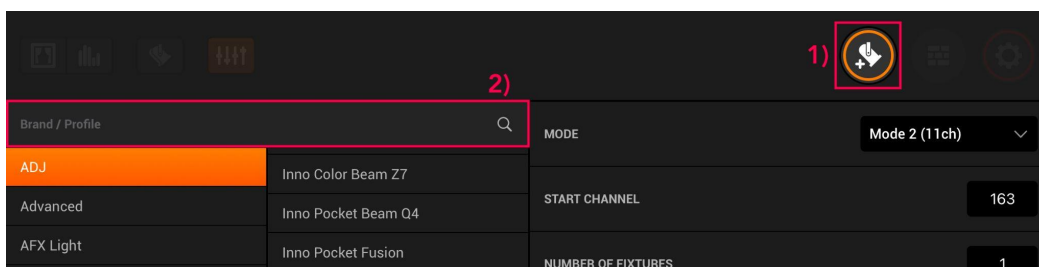 1)
2)
Brand / Profile
ADJ
Advanced
AFX Light
Inno Color Beam Z7
Inno Pocket Beam Q4
Inno Pocket Fusion
MODE
Mode 2 (11ch)
START CHANNEL
163
NUMBER OF FIXTURES
1